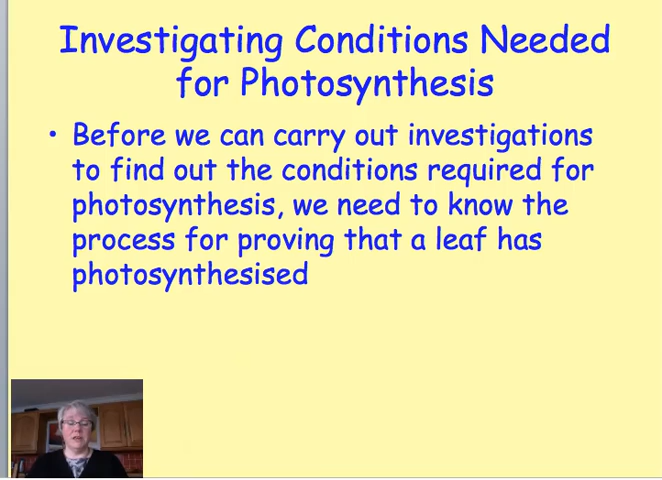 Investigating Conditions Needed
for Photosynthesis
• Before we can carry out investigations
to find out the conditions required for
photosynthesis, we need to know the
process for proving that a leaf has
photosynthesised